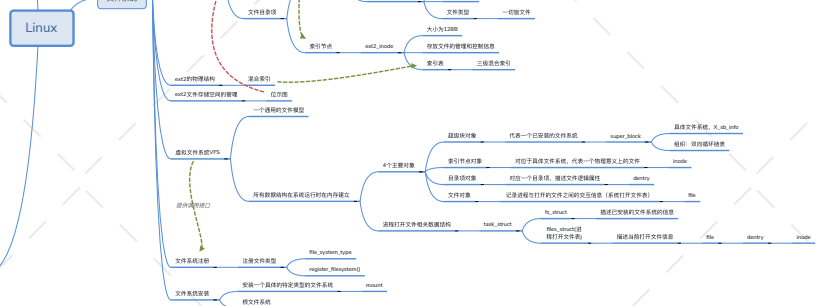 Linux
文件目录项
文件类型
一切皆文件
大小为128B
索引节点
ext2_inode
存放文件的管理和控制信息
索引表
三级混合索引
ext2的物理结构
混合索引
ext2文件存储空间的管理
位示图
一个通用的文件模型
虚拟文件系统VFS
4个主要对象
超级块对象
代表一个已安装的文件系统
super_block
具体文件系统，X_sb_info
组织：双向循环链表
索引节点对象
对应于具体文件系统，代表一个物理意义上的文件
inode
目录项对象
对应一个目录项，描述文件逻辑属性
dentry
文件对象
记录进程与打开的文件之间的交互信息（系统打开文件表）
file
所有数据结构在系统运行时在内存建立
提供调用接口
进程打开文件相关数据结构
task_struct
fs_struct
描述已安装的文件系统的信息
files_struct(进
程打开文件表)
描述当前打开文件信息
file
dentry
inode
文件系统注册
注册文件类型
file_system_type
register_filesystem()
文件系统安装
安装一个具体的特定类型的文件系统
mount
根文件系统